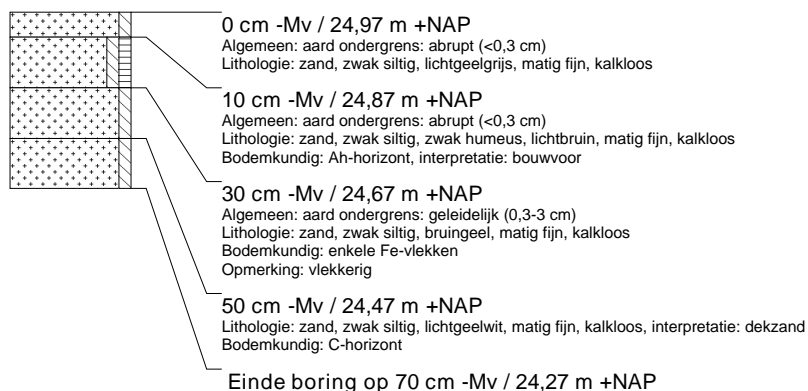 0 cm -Mv / 24,97 m +NAP
Algemeen: aard ondergrens: abrupt (<0,3 cm)
Lithologie: zand, zwak siltig, lichtgeelgrijs, matig fijn, kalkloos
10 cm -Mv / 24,87 m +NAP
Algemeen: aard ondergrens: abrupt (<0,3 cm)
Lithologie: zand, zwak siltig, zwak humeus, lichtbruin, matig fijn, kalkloos
Bodemkundig: Ah-horizont, interpretatie: bouwvoor
30 cm -Mv / 24,67 m +NAP
Algemeen: aard ondergrens: geleidelijk (0,3-3 cm)
Lithologie: zand, zwak siltig, bruingeel, matig fijn, kalkloos
Bodemkundig: enkele Fe-vlekken
Opmerking: vlekkerig
50 cm -Mv / 24,47 m +NAP
Lithologie: zand, zwak siltig, lichtgeelwit, matig fijn, kalkloos, interpretatie: dekzand
Bodemkundig: C-horizont
Einde boring op 70 cm -Mv / 24,27 m +NAP